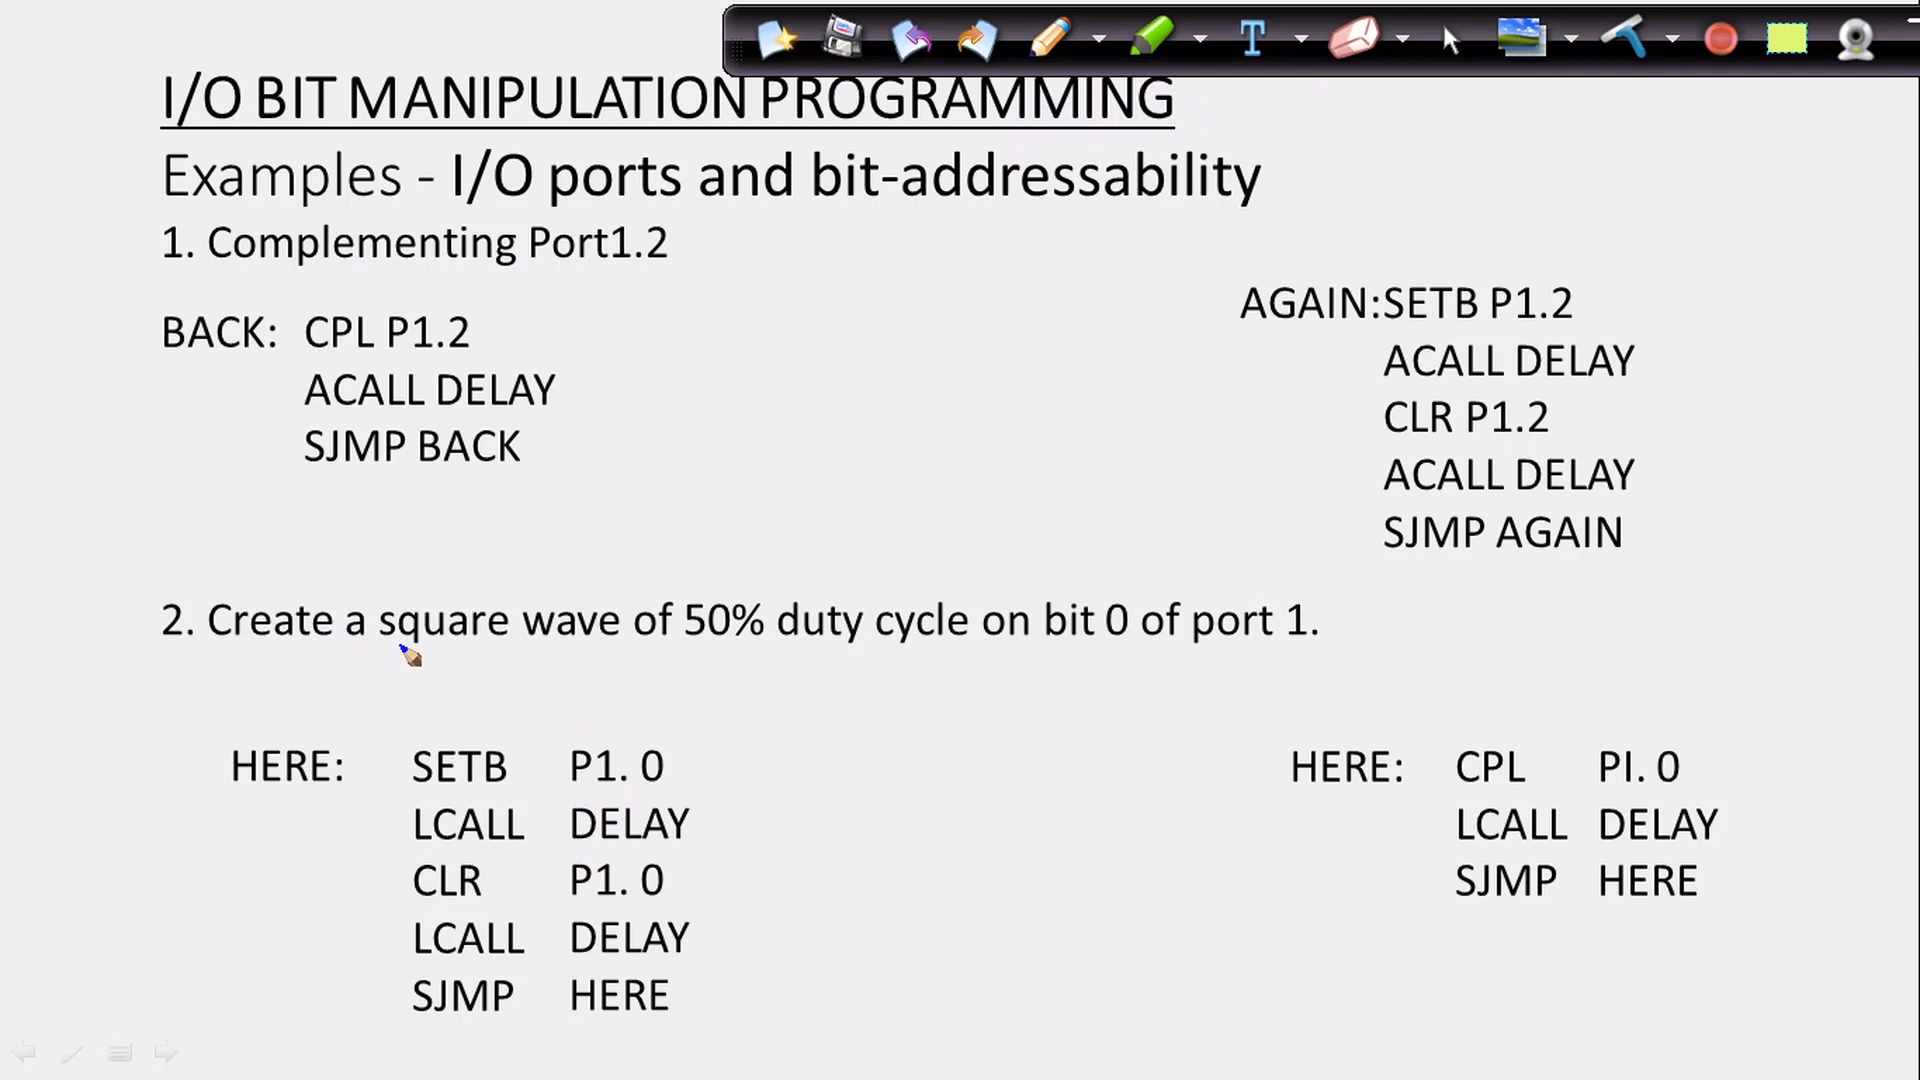 I/O BIT MANIPULATION PROGRAMMING
Examples - I/O ports and bit-addressability
1. Complementing Port1.2
BACK: CPL P1.2
ACALL DELAY
SJMP BACK
AGAIN:SETB P1.2
ACALL DELAY
CLR P1.2
ACALL DELAY
SJMP AGAIN
2. Create a square wave of 50% duty cycle on bit 0 of port 1.
HERE: SETB P1. 0
LCALL DELAY
CLR P1. 0
LCALL DELAY
SJMP HERE
HERE: CPL PI. 0
LCALL DELAY
SJMP HERE